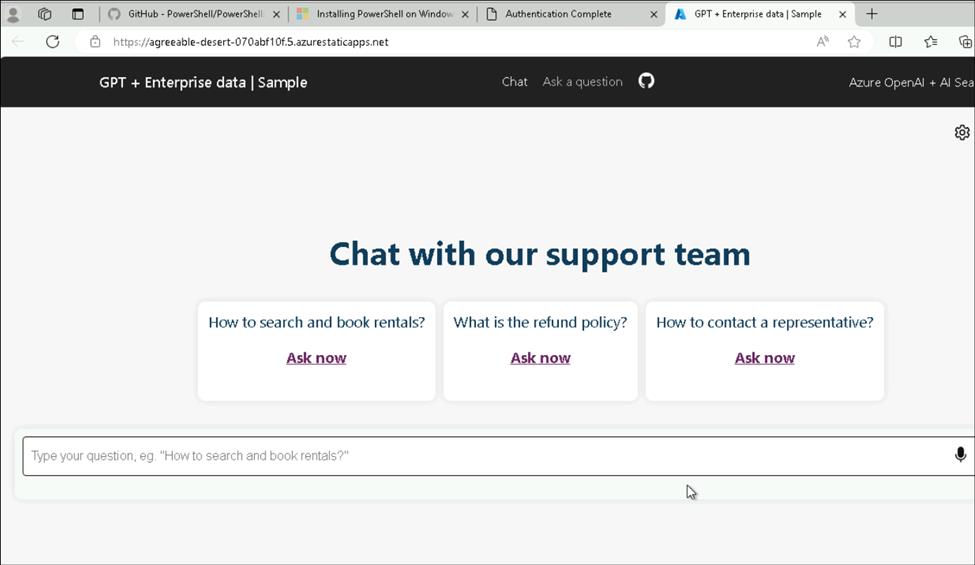 GitHub - PowerShell/PowerShell:
Installing PowerShell on Window
Authentication Complete
GPT + Enterprise data | Sample
https://agreeable-desert-070abf10f.5.azurestaticapps.net
GPT + Enterprise data | Sample
Chat
Ask a question
Azure OpenAI + AI Sea
Chat with our support team
How to search and book rentals?
Ask now
What is the refund policy?
Ask now
How to contact a representative?
Ask now
Type your question, eg. "How to search and book rentals?"